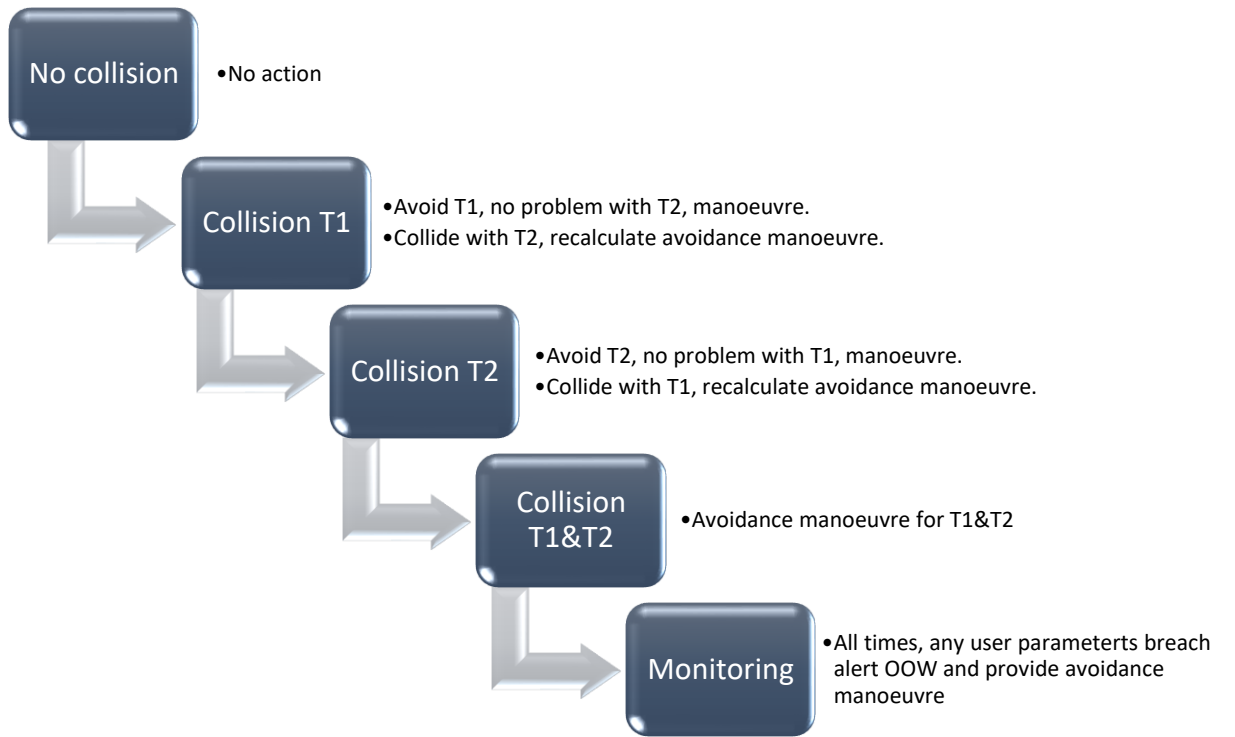 No collision
•No action
Collision T1
•Avoid T1, no problem with T2, manoeuvre.
•Collide with T2, recalculate avoidance manoeuvre.
Collision T2
•Avoid T2, no problem with T1, manoeuvre.
•Collide with T1, recalculate avoidance manoeuvre.
Collision
T1&T2
•Avoidance manoeuvre for T1&T2
Monitoring
•All times, any user parameterts breach
alert OOW and provide avoidance
manoeuvre